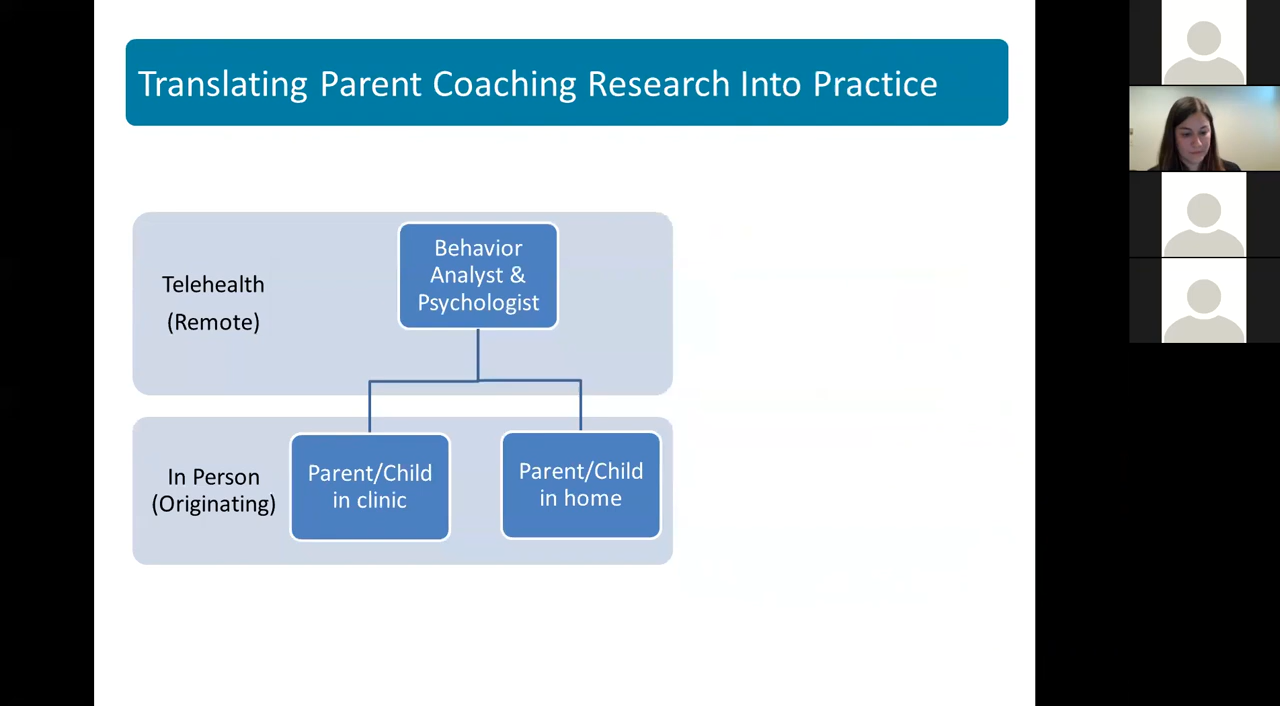 Translating Parent Coaching Research Into Practice
Telehealth
(Remote)
Behavior
Analyst &
Psychologist
In Person
(Originating)
Parent/Child
in clinic
Parent/Child
in home